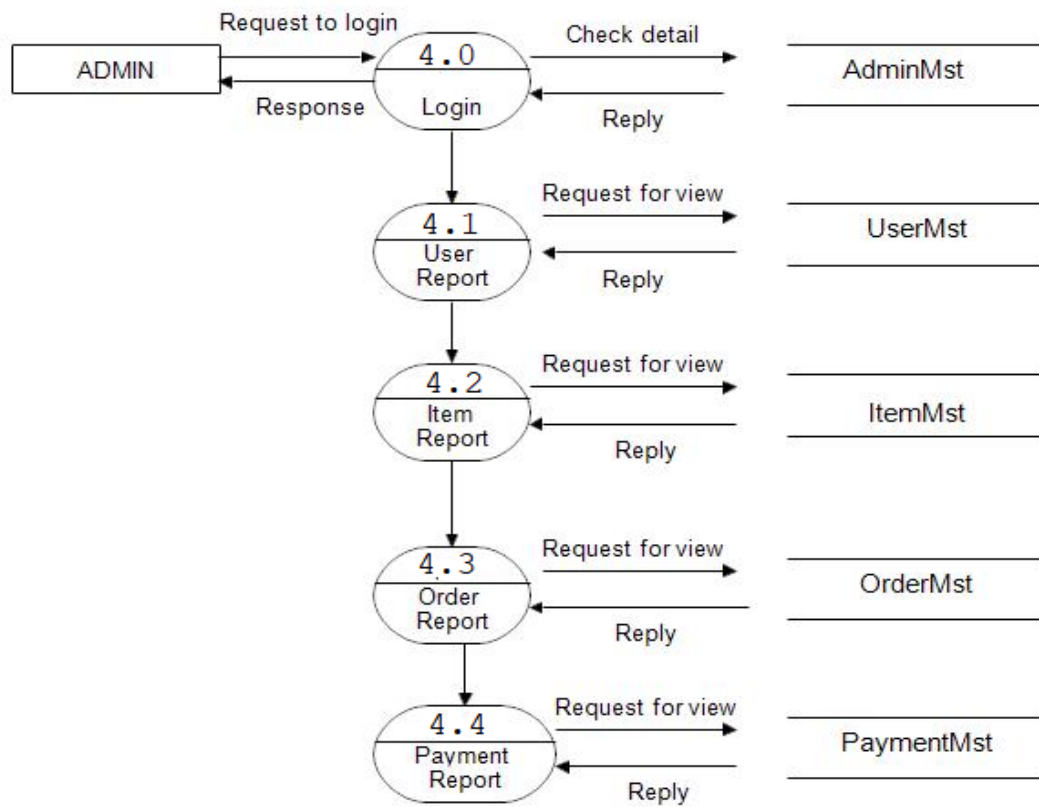 Request to login
ADMIN
Response
4.0
Login
Check detail
Reply
AdminMst
4.1
User
Report
Request for view
Reply
UserMst
4.2
Item
Report
Request for view
Reply
ItemMst
4.3
Order
Report
Request for view
Reply
OrderMst
4.4
Payment
Report
Request for view
Reply
PaymentMst